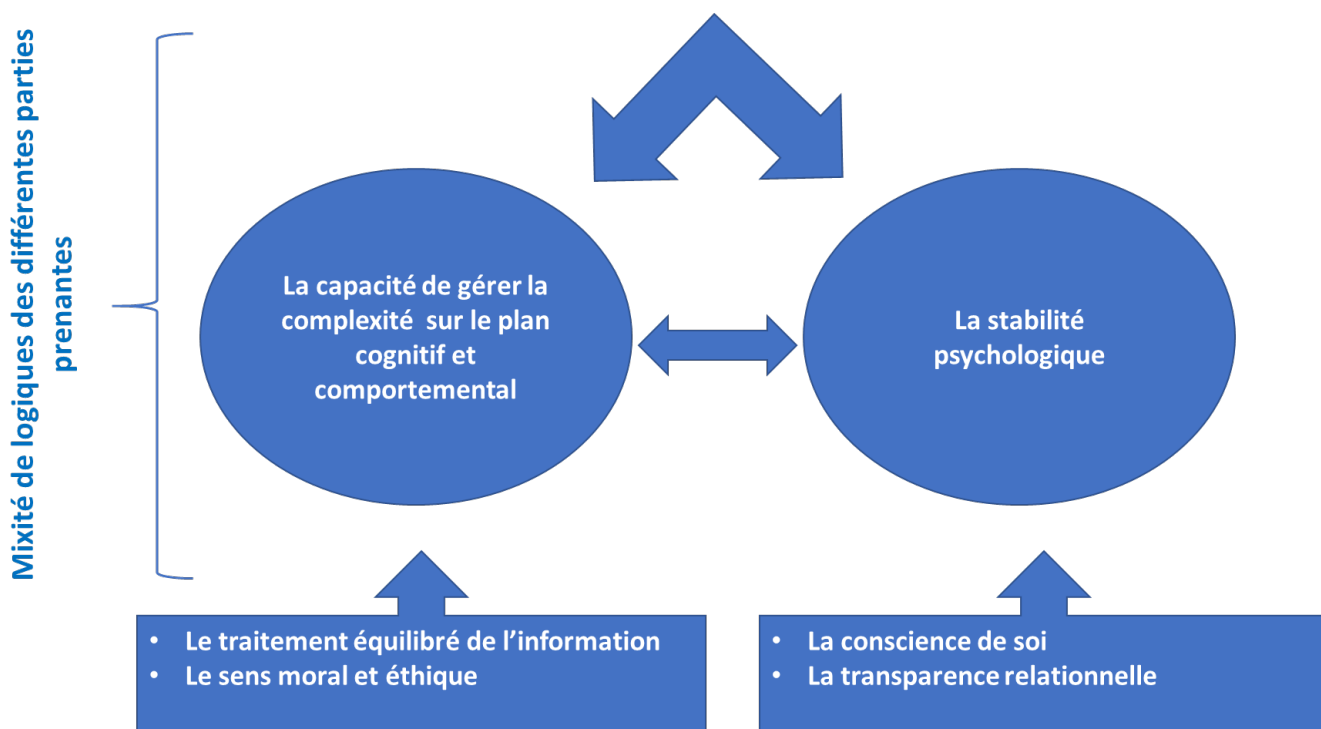 Mixité de logiques des différentes parties
prenantes
La capacité de gérer la
complexité sur le plan
cognitif et
comportemental
La stabilité
psychologique
• Le traitement équilibré de l’information
• Le sens moral et éthique
• La conscience de soi
• La transparence relationnelle